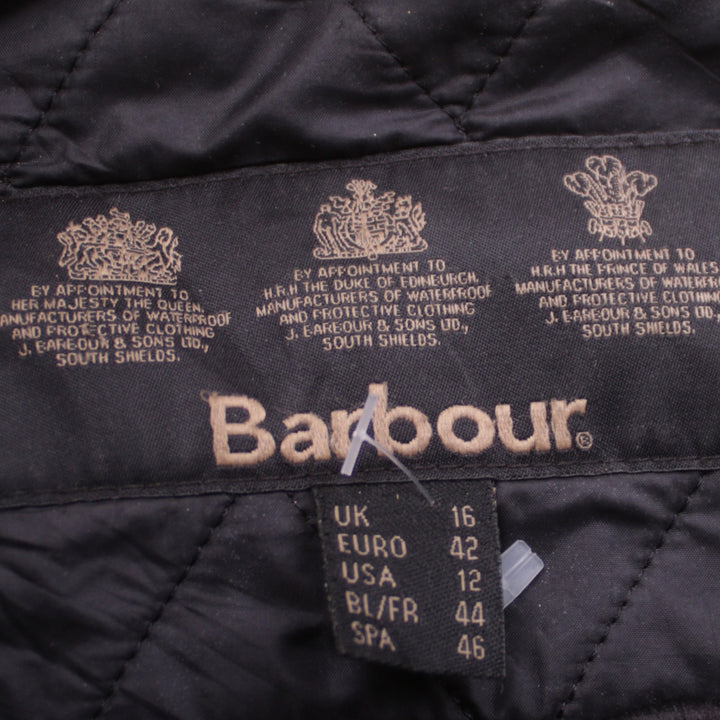 BY APPOINTMENT TO
HER MAJESTY THE QUEEN
MANUFACTURERS OF WATERPROOF
AND PROTECTIVE CLOTHING
J. BARBOUR & SONS LTD.,
SOUTH SHIELDS.
BY APPOINTMENT TO
H.R.H THE DUKE OF EDINBURGH,
MANUFACTURERS OF WATERPROOF
AND PROTECTIVE CLOTHING
J. BARBOUR & SONS LTD.,
SOUTH SHIELDS.
BY APPOINTMENT TO
H.R.H THE PRINCE OF WALES
MANUFACTURERS OF WATERPROOF
AND PROTECTIVE CLOTHING
J. BARBOUR & SONS LTD.,
SOUTH SHIELDS.
Barbour®
UK 16
EURO 42
USA 12
BL/FR 44
SPA 46